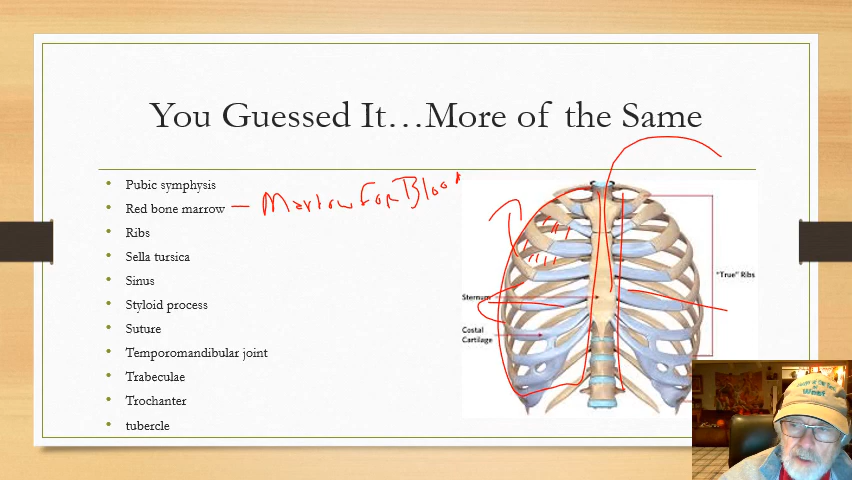 You Guessed It…More of the Same
• Pubic symphysis
• Red bone marrow — Marrow For Blood
• Ribs
• Sella tursica
• Sinus
• Styloid process
• Suture
• Temporomandibular joint
• Trabeculae
• Trochanter
• tubercle
"True" Ribs
Sternum
Costal
Cartilage
West